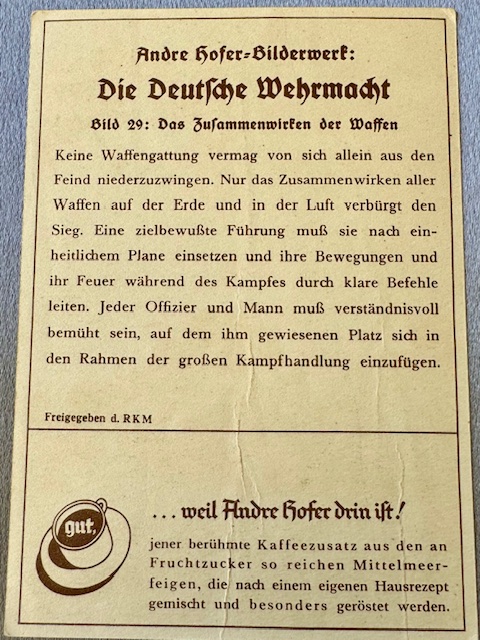 Andre Hofer-Bilderwerk:
Die Deutsche Wehrmacht
Bild 29: Das Zusammenwirken der Waffen
Keine Waffengattung vermag von sich allein aus den
Feind niederzuzwingen. Nur das Zusammenwirken aller
Waffen auf der Erde und in der Luft verbürgt den
Sieg. Eine zielbewußte Führung muß sie nach ein-
heitlichem Plane einsetzen und ihre Bewegungen und
ihr Feuer während des Kampfes durch klare Befehle
leiten. Jeder Offizier und Mann muß verständnisvoll
bemüht sein, auf dem ihm gewiesenen Platz sich in
den Rahmen der großen Kampfhandlung einzufügen.
Freigegeben d. RKM
gut,
... weil Andre Hofer drin ist!
jener berühmte Kaffeezusatz aus den an
Fruchtzucker so reichen Mittelmeer-
feigen, die nach einem eigenen Hausrezept
gemischt und besonders geröstet werden.